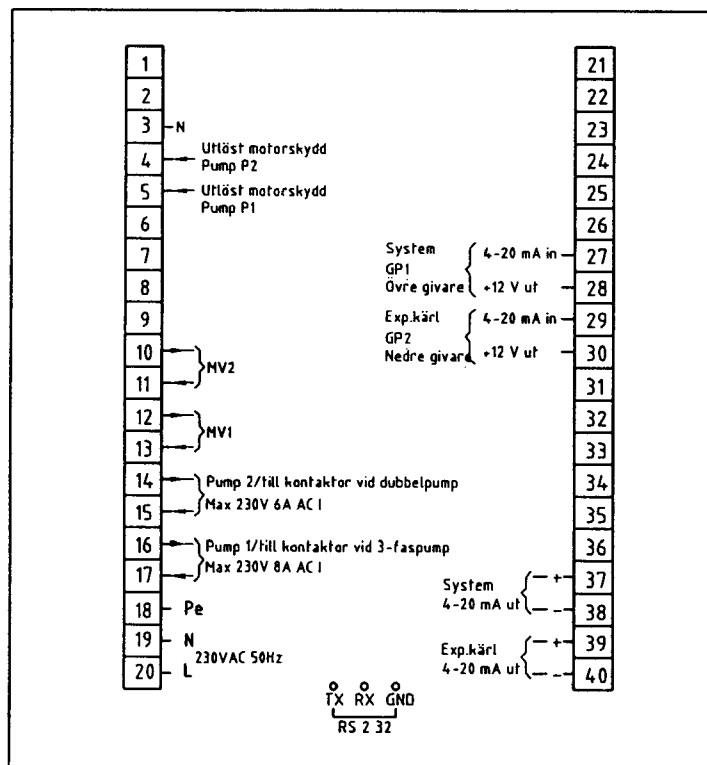 1
2
3 N
4 Utlöst motorskydd
Pump P2
5 Utlöst motorskydd
Pump P1
6
7
8
9
10
MV2
11
12
MV1
13
14 Pump 2/till kontaktor vid dubbelpump
15 Max 230V 6A AC I
16 Pump 1/till kontaktor vid 3-faspump
17 Max 230V 8A AC I
18 Pe
19 N
230VAC 50Hz
20 L
21
22
23
24
25
26
System 4-20 mA in 27
GP1
Övre givare +12 V ut 28
Exp.kärl 4-20 mA in 29
GP2
Nedre givare +12 V ut 30
31
32
33
34
35
36
System + 37
4-20 mA ut - 38
Exp.kärl + 39
4-20 mA ut - 40
TX RX GND
RS 2 32